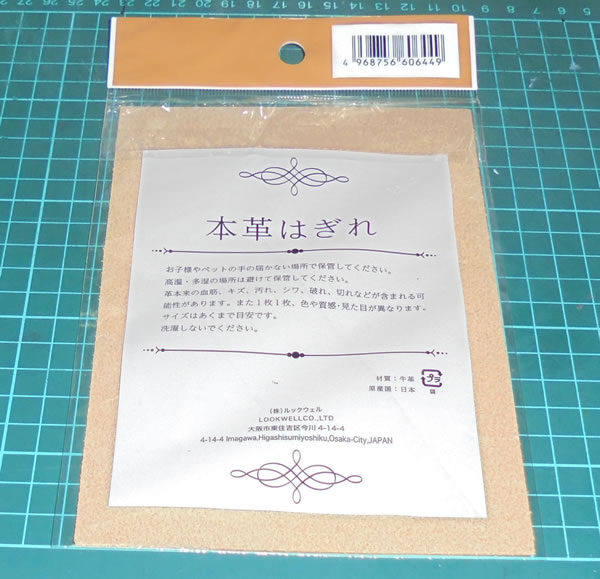 4 968756 606449
本革はぎれ
お子様やペットの手の届かない場所で保管してください。
高温・多湿の場所は避けて保管してください。
革本来の血筋、キズ、汚れ、シワ、破れ、切れなどが含まれる可
能性があります。また1枚1枚、色や質感・見た目が異なります。
サイズはあくまで目安です。
洗濯しないでください。
材質：牛革
原産国：日本
プラ
袋
(株)ルックウェル
LOOKWELLCO.,LTD
大阪市東住吉区今川 4-14-4
4-14-4 Imagawa,Higashisumiyoshiku,Osaka-City,JAPAN